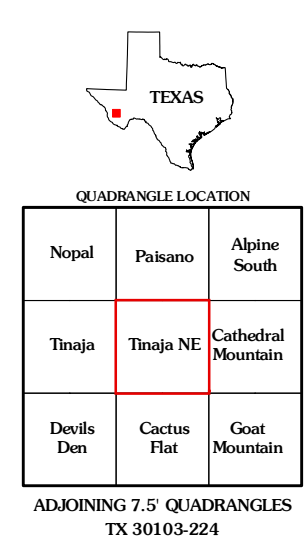 TEXAS
QUADRANGLE LOCATION
Nopal
Paisano
Alpine
South
Tinaja
Tinaja NE
Cathedral
Mountain
Devils
Den
Cactus
Flat
Goat
Mountain
ADJOINING 7.5' QUADRANGLES
TX 30103-224